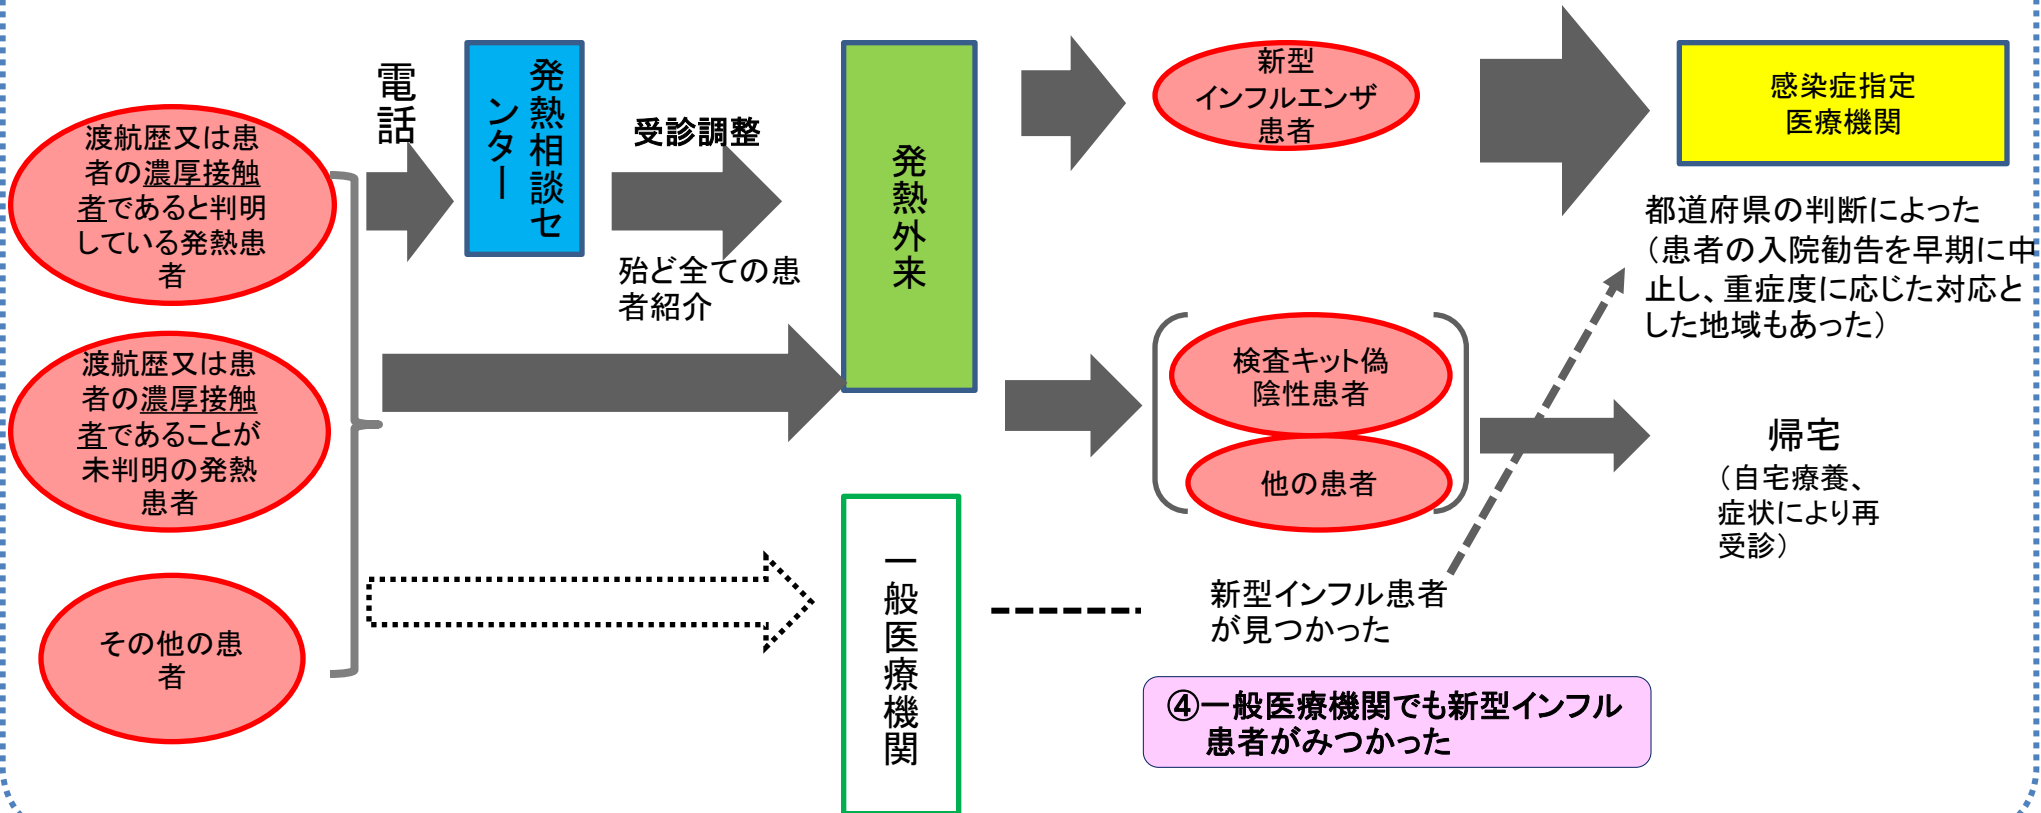 渡航歴又は患
者の濃厚接触
者であると判明
している発熱患
者
渡航歴又は患
者の濃厚接触
者であることが
未判明の発熱
患者
その他の患
者
電話
発熱相談セ
ンター
受診調整
殆ど全ての患
者紹介
発熱外来
一般医療機関
新型
インフルエンザ
患者
検査キット偽
陰性患者
他の患者
新型インフル患者
が見つかった
④一般医療機関でも新型インフル
患者がみつかった
感染症指定
医療機関
都道府県の判断によった
（患者の入院勧告を早期に中
止し、重症度に応じた対応と
した地域もあった）
帰宅
（自宅療養、
症状により再
受診）